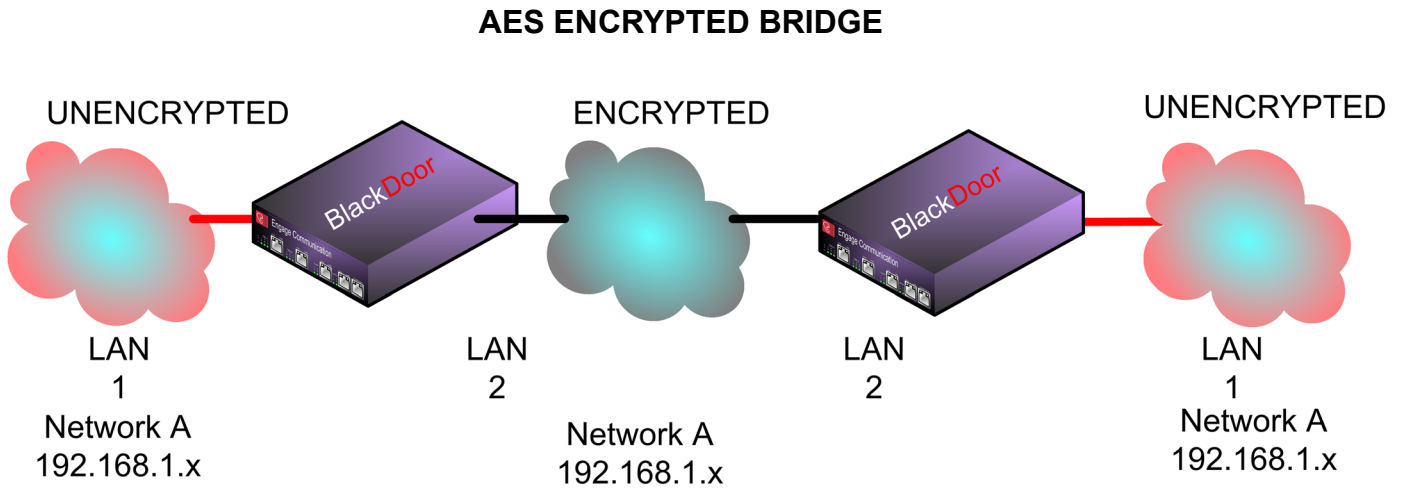 AES ENCRYPTED BRIDGE
UNENCRYPTED
ENCRYPTED
UNENCRYPTED
BlackDoor
Engage Communication
BlackDoor
Engage Communication
LAN
1
LAN
2
LAN
2
LAN
1
Network A
192.168.1.x
Network A
192.168.1.x
Network A
192.168.1.x